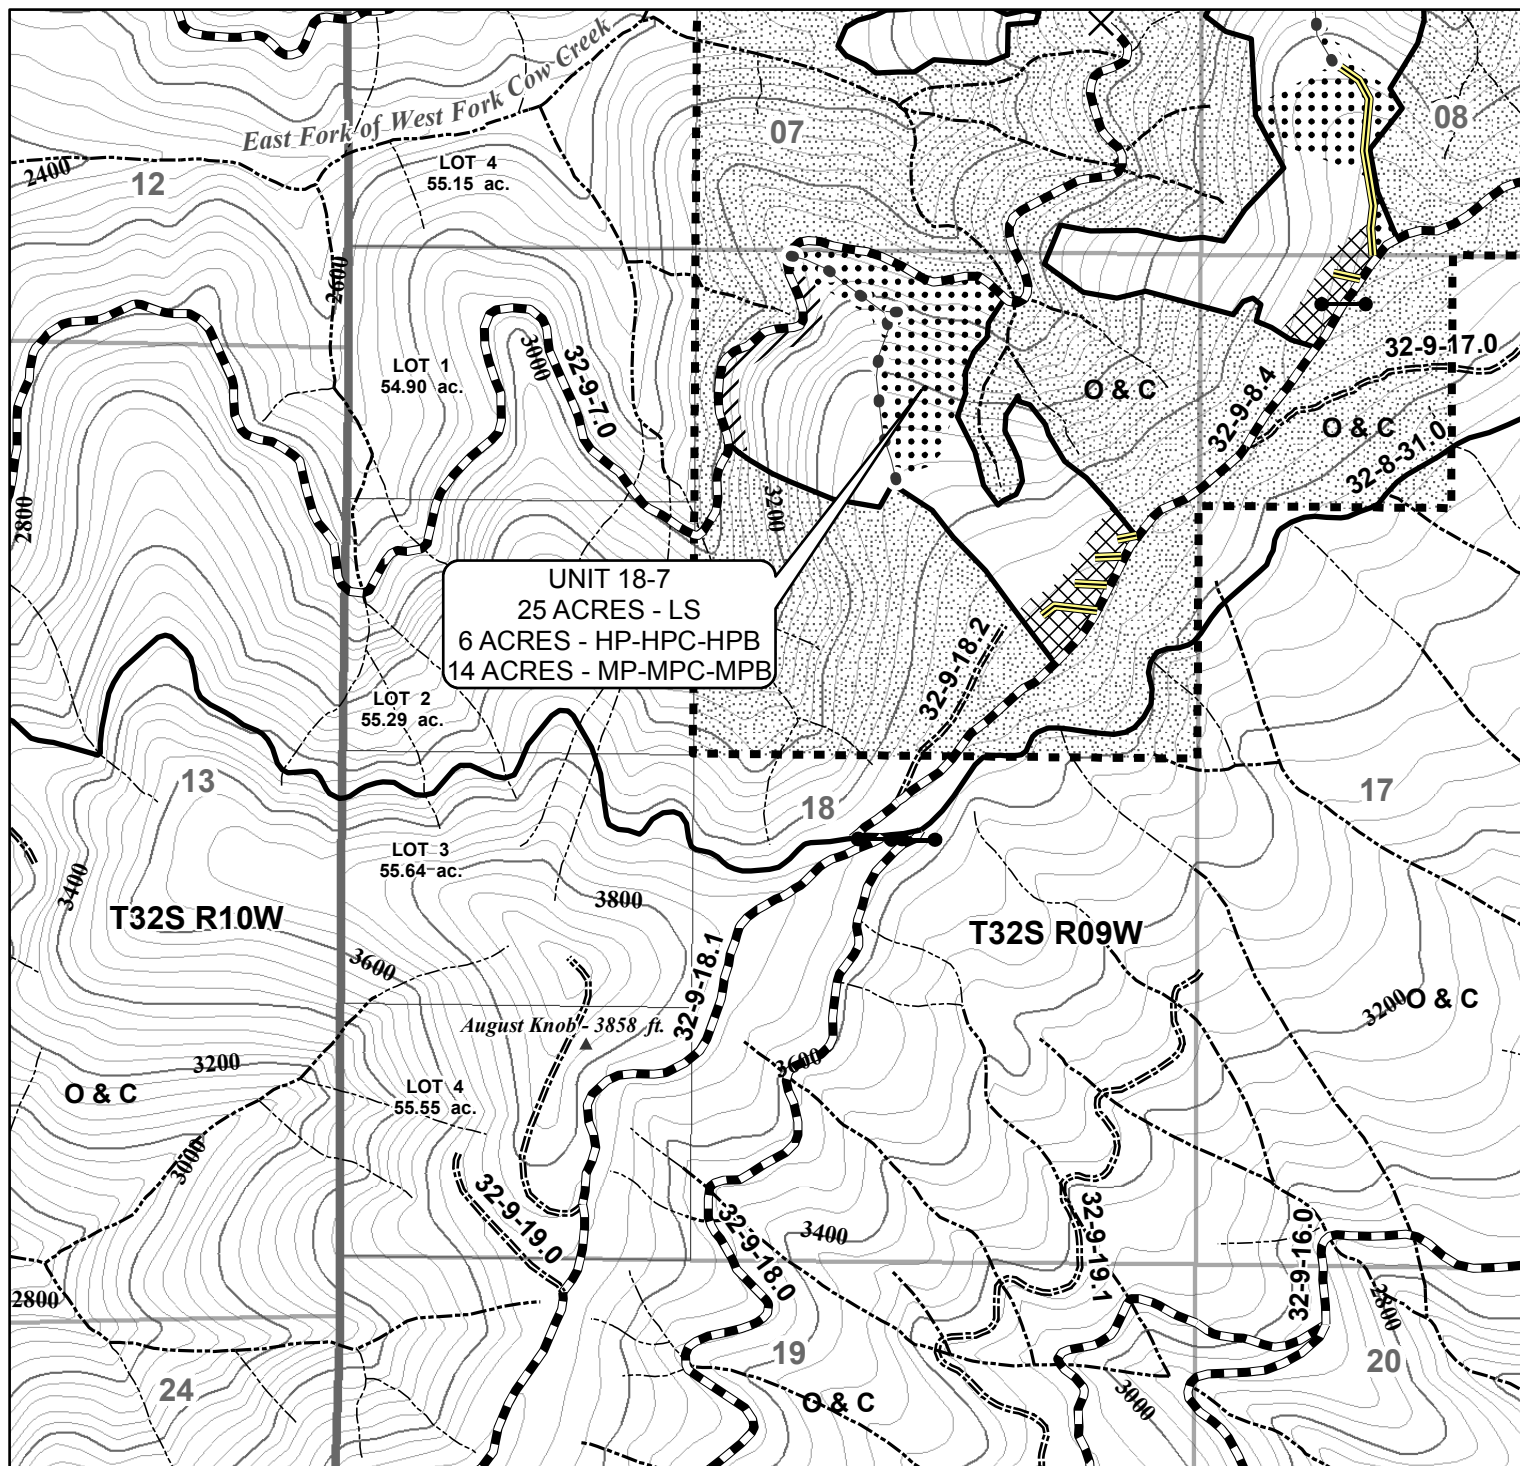 East Fork of West Fork Cow Creek
07
08
2400
12
LOT 4
55.15 ac.
2600
LOT 1
54.90 ac.
3000
32-9-7.0
O & C
32-9-17.0
32-9-8.4
O & C
32-8-31.0
2800
3200
UNIT 18-7
25 ACRES - LS
6 ACRES - HP-HPC-HPB
14 ACRES - MP-MPC-MPB
32-9-18.2
LOT 2
55.29 ac.
13
18
17
LOT 3
55.64 ac.
3400
3800
T32S R10W
T32S R09W
3600
32-9-18.1
August Knob - 3858 ft.
3200
O & C
3200
3600
O & C
LOT 4
55.55 ac.
3000
32-9-19.0
32-9-18.0
3400
32-9-19.1
32-9-16.0
2800
2800
19
20
24
O & C
3000